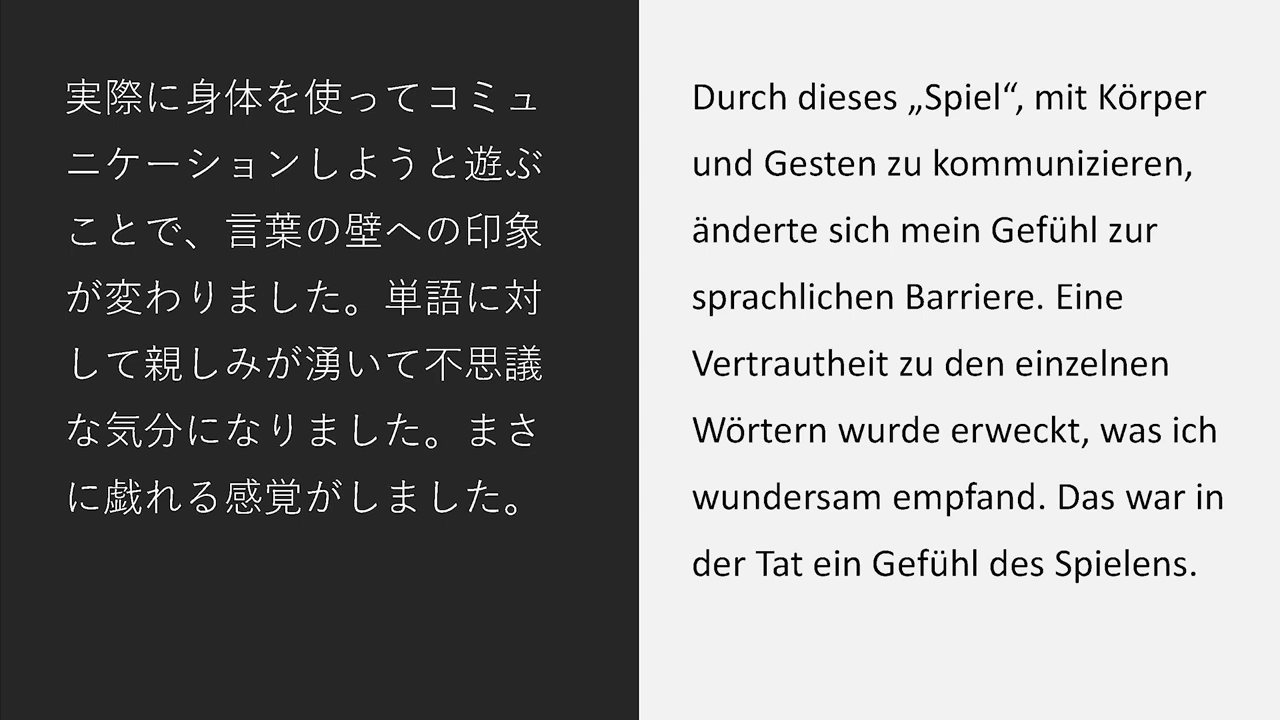 実際に身体を使ってコミュ
ニケーションしようと遊ぶ
ことで、言葉の壁への印象
が変わりました。単語に対
して親しみが湧いて不思議
な気分になりました。まさ
に戯れる感覚がしました。
Durch dieses „Spiel“, mit Körper
und Gesten zu kommunizieren,
änderte sich mein Gefühl zur
sprachlichen Barriere. Eine
Vertrautheit zu den einzelnen
Wörtern wurde erweckt, was ich
wundersam empfand. Das war in
der Tat ein Gefühl des Spielens.